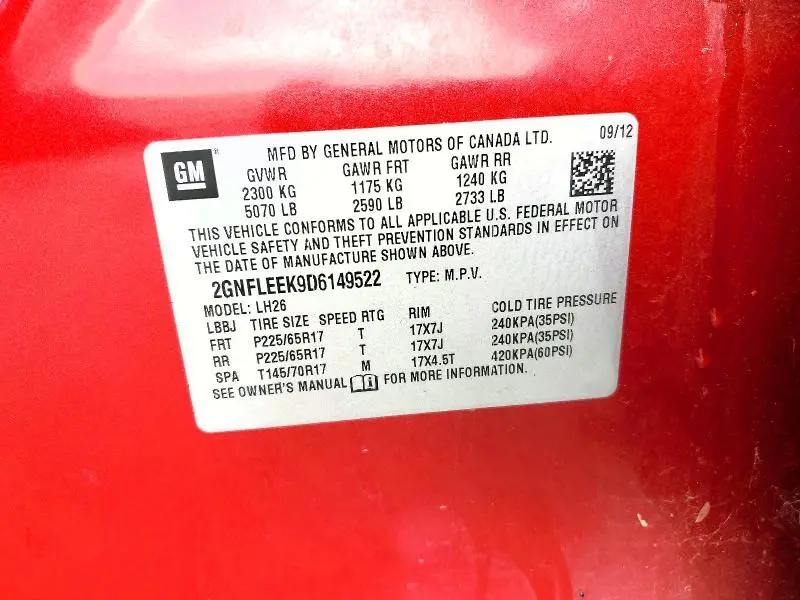 GM
MFD BY GENERAL MOTORS OF CANADA LTD. 09/12
GVWR GAWR FRT GAWR RR
2300 KG 1175 KG 1240 KG
5070 LB 2590 LB 2733 LB
THIS VEHICLE CONFORMS TO ALL APPLICABLE U.S. FEDERAL MOTOR
VEHICLE SAFETY AND THEFT PREVENTION STANDARDS IN EFFECT ON
THE DATE OF MANUFACTURE SHOWN ABOVE.
2GNFLEEK9D6149522 TYPE: M.P.V.
MODEL: LH26
LBBJ TIRE SIZE SPEED RTG RIM COLD TIRE PRESSURE
FRT P225/65R17 T 17X7J 240KPA(35PSI)
RR P225/65R17 T 17X7J 240KPA(35PSI)
SPA T145/70R17 M 17X4.5T 420KPA(60PSI)
SEE OWNER'S MANUAL FOR MORE INFORMATION.